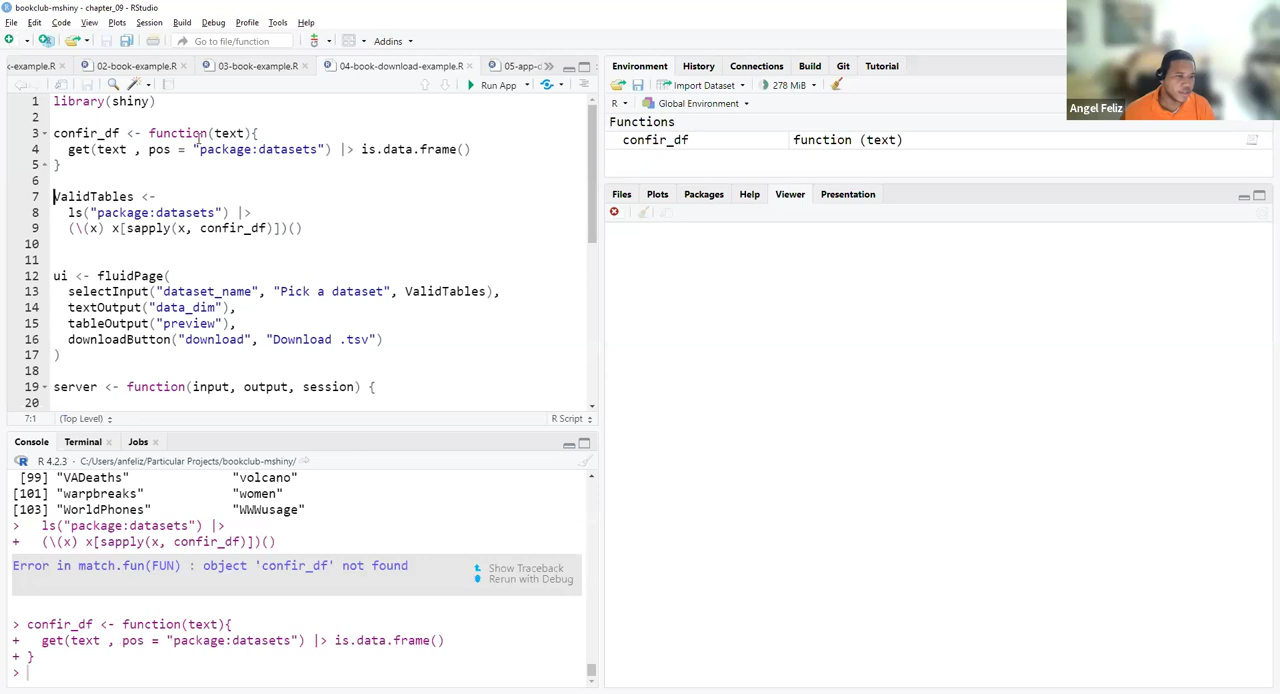 bookclub-mshiny - chapter_09 - RStudio
File Edit Code View Plots Session Build Debug Profile Tools Help
Go to file/function
Addins
‹-example.R 02-book-example.R 03-book-example.R 04-book-download-example.R 05-app-d
Run App
1 library(shiny)
2
3 confir_df <- function(text){
4 get(text , pos = "package:datasets") |> is.data.frame()
5 }
6
7 ValidTables <-
8 ls("package:datasets") |>
9 (\(x) x[sapply(x, confir_df)])()
10
11
12 ui <- fluidPage(
13 selectInput("dataset_name", "Pick a dataset", ValidTables),
14 textOutput("data_dim"),
15 tableOutput("preview"),
16 downloadButton("download", "Download .tsv")
17 )
18
19 server <- function(input, output, session) {
20
7:1 (Top Level) R Script
Console Terminal Jobs
R 4.2.3 · C:/Users/anfeliz/Particular Projects/bookclub-mshiny/
[99] "VADeaths" "volcano"
[101] "warpbreaks" "women"
[103] "WorldPhones" "WWWusage"
> ls("package:datasets") |>
+ (\(x) x[sapply(x, confir_df)])()
Error in match.fun(FUN) : object 'confir_df' not found
Show Traceback
Rerun with Debug
> confir_df <- function(text){
+ get(text , pos = "package:datasets") |> is.data.frame()
+ }
>
Environment History Connections Build Git Tutorial
Import Dataset 278 MiB
R Global Environment
Functions
confir_df function (text)
Files Plots Packages Help Viewer Presentation
Angel Feliz